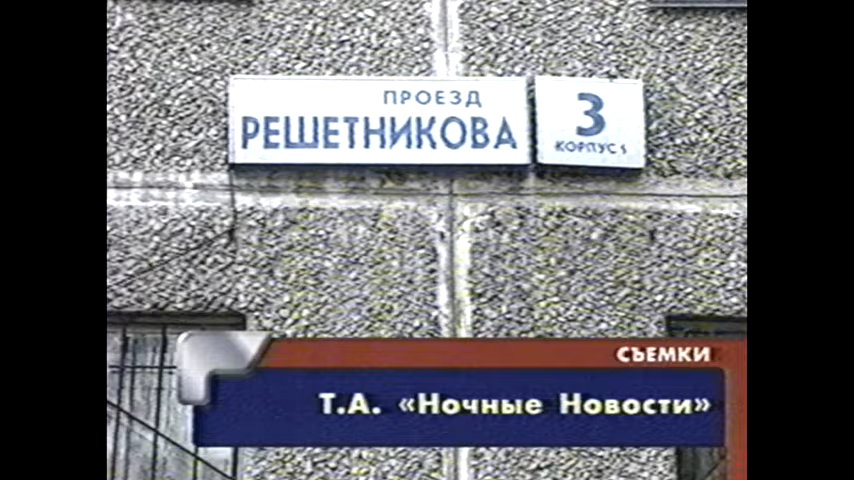 ПРОЕЗД
РЕШЕТНИКОВА
3
КОРПУС 1
СЪЕМКИ
Т.А. «Ночные Новости»